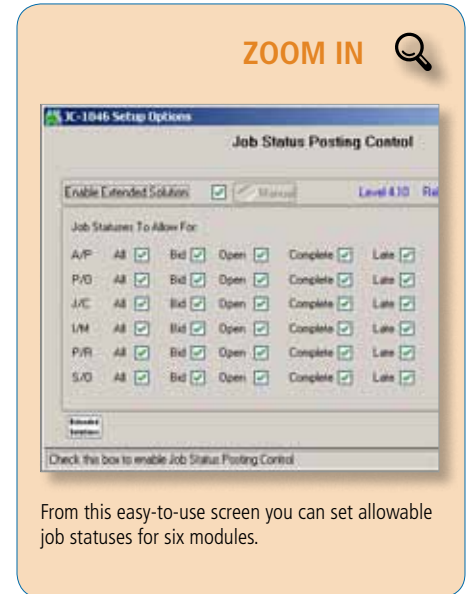 ZOOM IN
JC-1046 Setup Options
Job Status Posting Control
Enable Extended Solution Manual Level 4.10
Job Statuses To Allow For:
A/P All Bid Open Complete Late
P/O All Bid Open Complete Late
J/C All Bid Open Complete Late
I/M All Bid Open Complete Late
P/R All Bid Open Complete Late
S/O All Bid Open Complete Late
Extended
Solutions
Check this box to enable Job Status Posting Control
From this easy-to-use screen you can set allowable
job statuses for six modules.